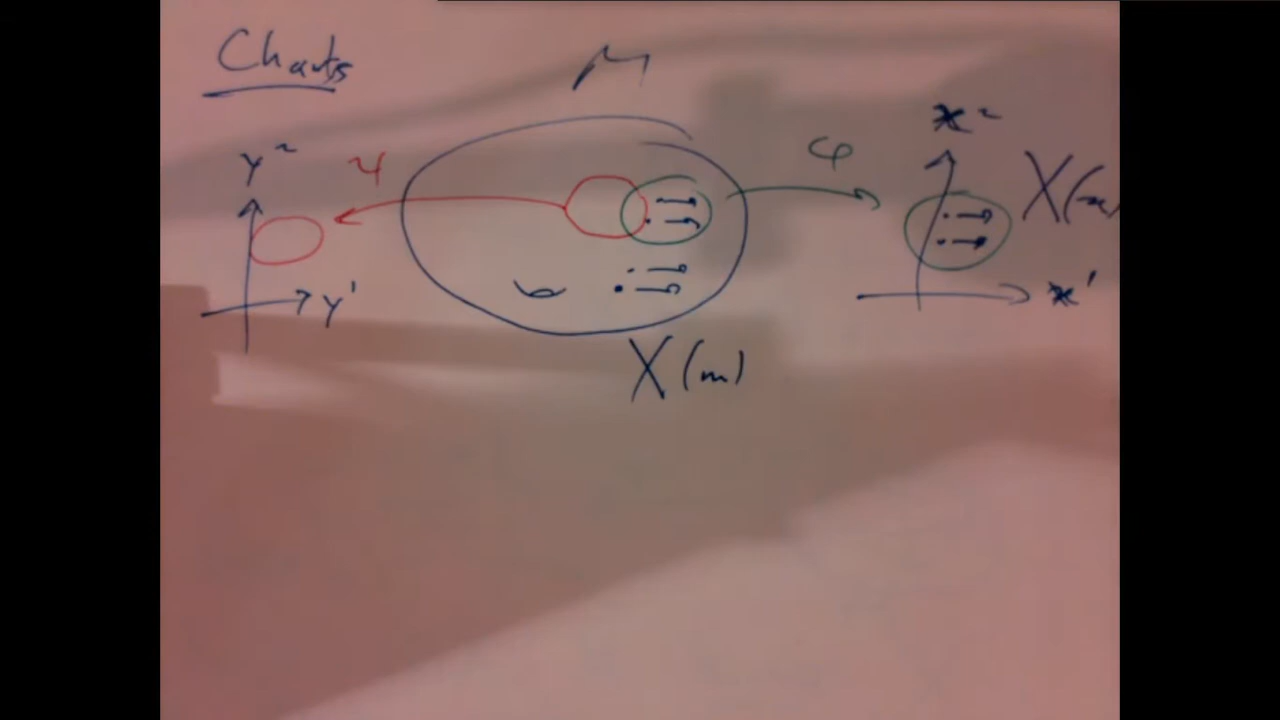 Charts
M
y² ψ φ x² X(x)
y¹ x¹
X(m)